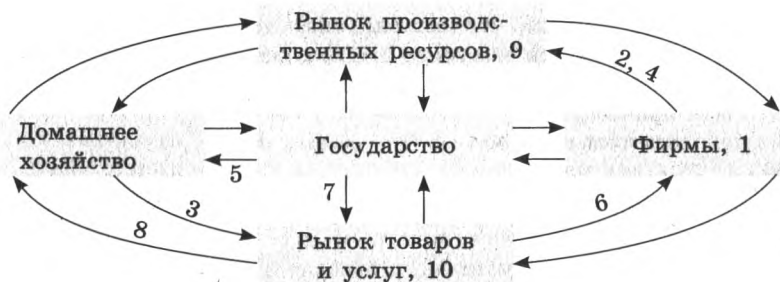 Рынок производс-
твенных ресурсов, 9
2, 4
Домашнее
хозяйство
Государство
Фирмы, 1
5
7
3
6
8
Рынок товаров
и услуг, 10